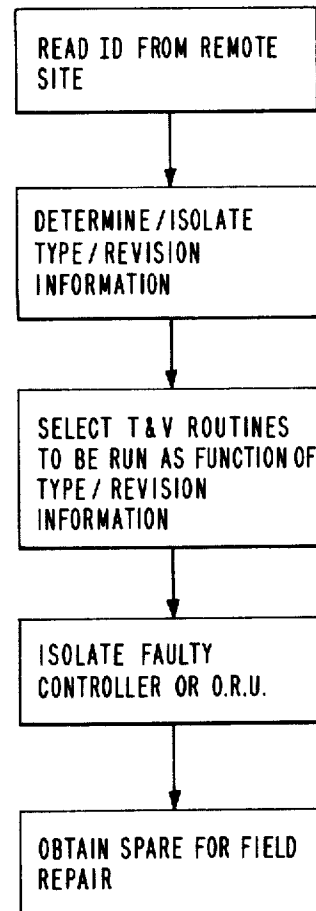 READ ID FROM REMOTE
SITE
DETERMINE/ISOLATE
TYPE/REVISION
INFORMATION
SELECT T&V ROUTINES
TO BE RUN AS FUNCTION OF
TYPE/REVISION
INFORMATION
ISOLATE FAULTY
CONTROLLER OR O.R.U.
OBTAIN SPARE FOR FIELD
REPAIR